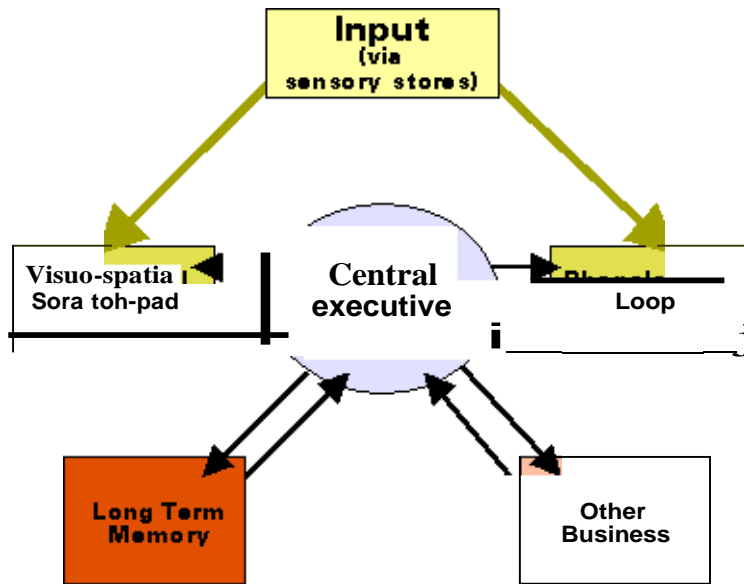 Input
(via
sensory stores)
Visuo-spatia l
Sora toh-pad
Central
executive
Loop
Long Term
Memory
Other
Business